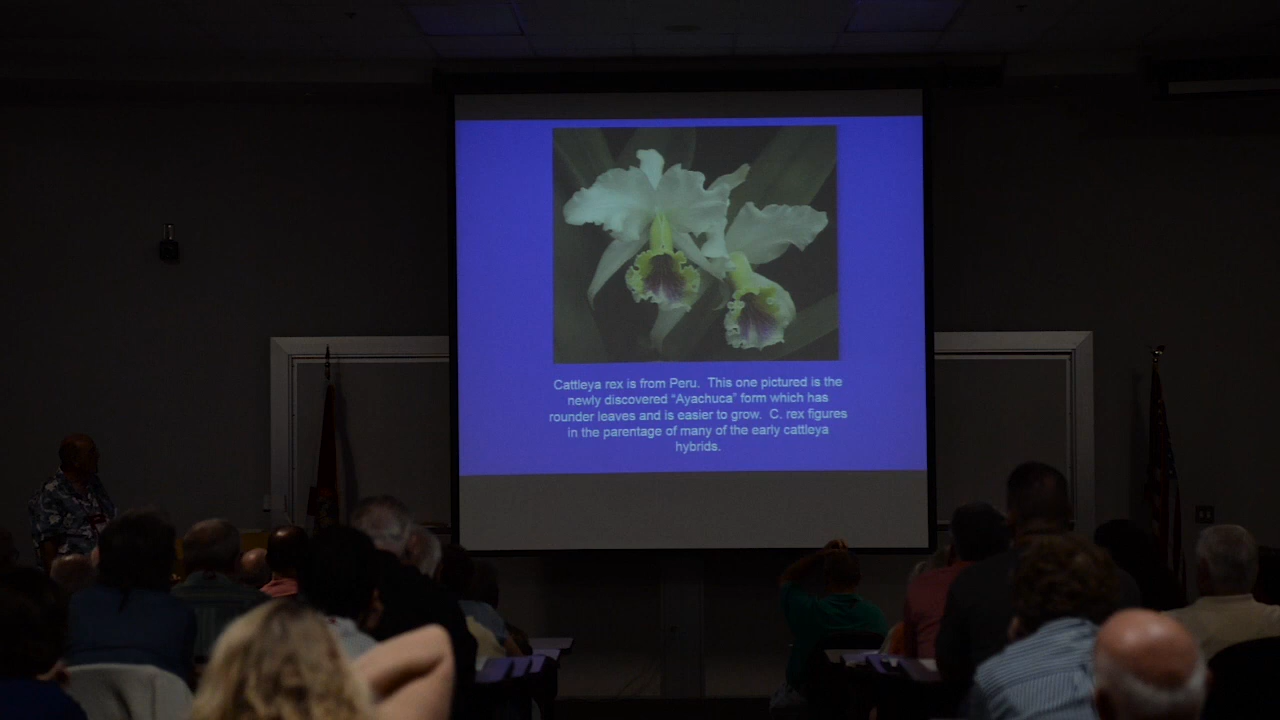 Cattleya rex is from Peru. This one pictured is the
newly discovered "Ayachuca" form which has
rounder leaves and is easier to grow. C. rex figures
in the parentage of many of the early cattleya
hybrids.